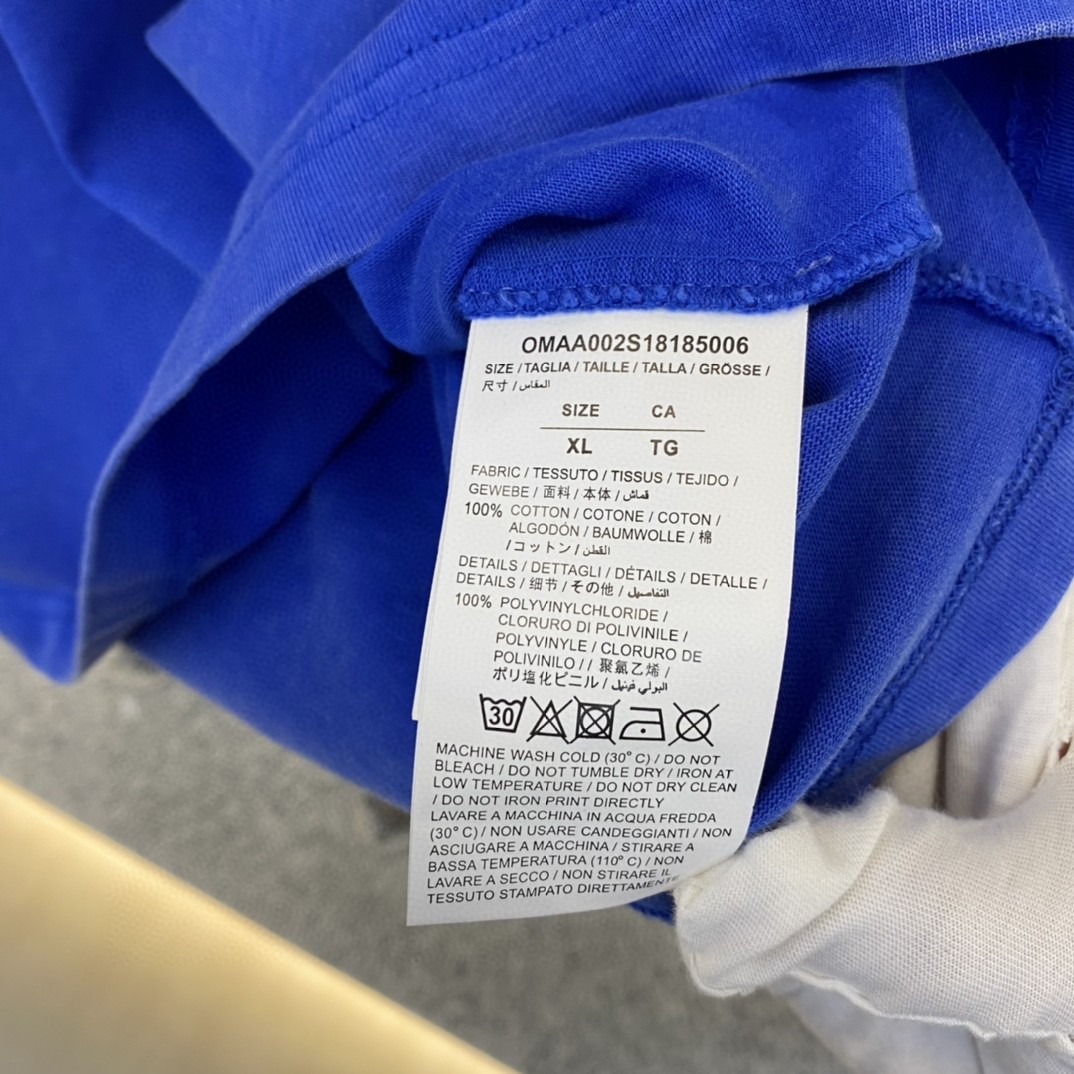 OMAA002S18185006
SIZE / TAGLIA / TAILLE / TALLA / GRÖSSE /
尺寸 / المقاس
SIZE CA
XL TG
FABRIC / TESSUTO / TISSUS / TEJIDO /
GEWEBE / 面料 / 本体 / قماش
100% COTTON / COTONE / COTON /
ALGODÓN / BAUMWOLLE / 棉
/ コットン / القطن
DETAILS / DETTAGLI / DÉTAILS / DETALLE /
DETAILS / 细节 / その他 / التفاصيل
100% POLYVINYLCHLORIDE /
CLORURO DI POLIVINILE /
POLYVINYLE / CLORURO DE
POLIVINILO / / 聚氯乙烯 /
ポリ塩化ビニル / البولي فينيل
30
MACHINE WASH COLD (30° C) / DO NOT
BLEACH / DO NOT TUMBLE DRY / IRON AT
LOW TEMPERATURE / DO NOT DRY CLEAN
/ DO NOT IRON PRINT DIRECTLY
LAVARE A MACCHINA IN ACQUA FREDDA
(30° C) / NON USARE CANDEGGIANTI / NON
ASCIUGARE A MACCHINA / STIRARE A
BASSA TEMPERATURA (110° C) / NON
LAVARE A SECCO / NON STIRARE IL
TESSUTO STAMPATO DIRETTAMENTE